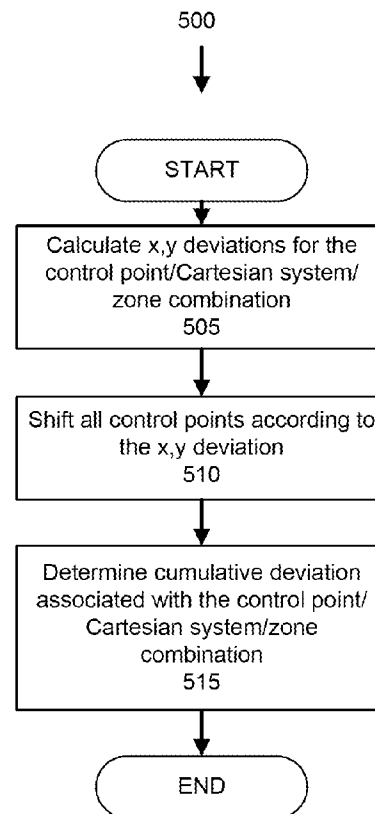 500
START
Calculate x,y deviations for the
control point/Cartesian system/
zone combination
505
Shift all control points according to
the x,y deviation
510
Determine cumulative deviation
associated with the control point/
Cartesian system/zone
combination
515
END